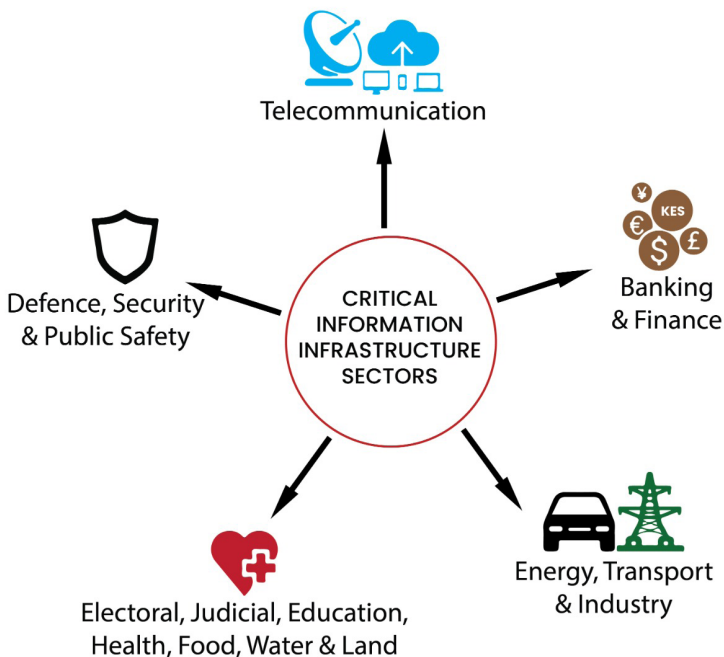 Telecommunication
¥
KES
€
$
£
Banking
& Finance
Defence, Security
& Public Safety
CRITICAL
INFORMATION
INFRASTRUCTURE
SECTORS
Energy, Transport
& Industry
Electoral, Judicial, Education,
Health, Food, Water & Land